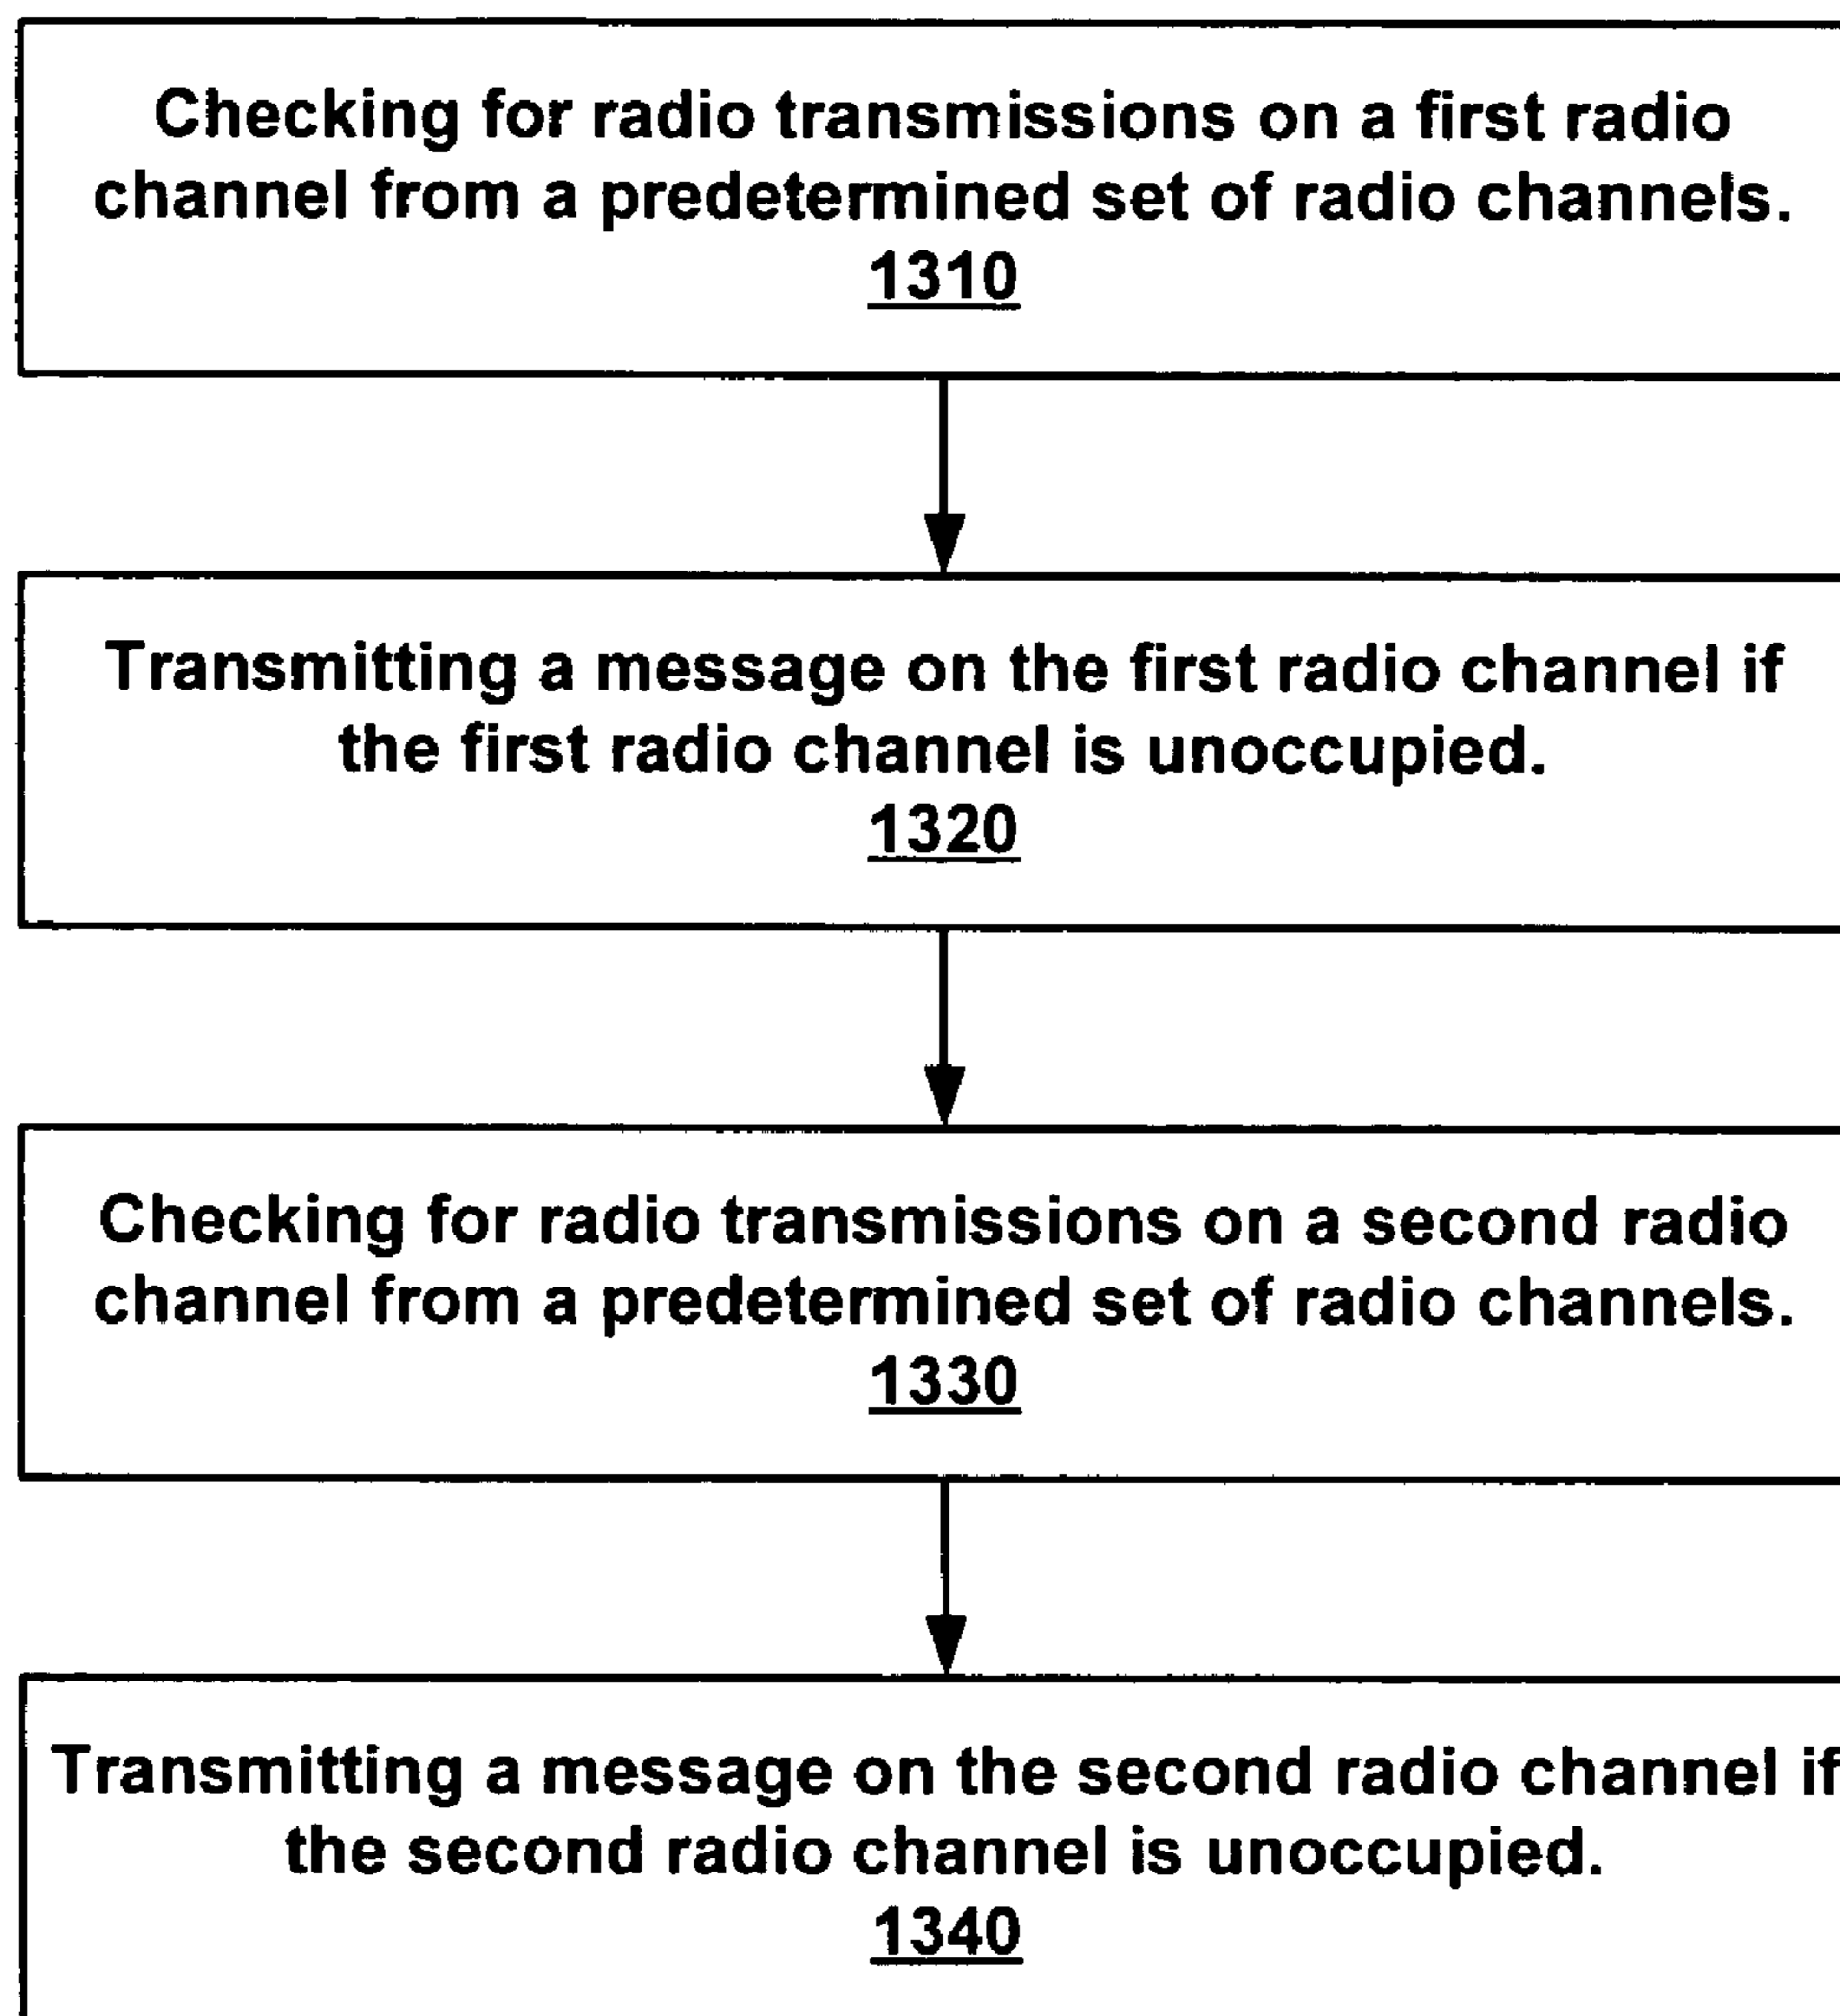 Checking for radio transmissions on a first radio
channel from a predetermined set of radio channels.
1310
Transmitting a message on the first radio channel if
the first radio channel is unoccupied.
1320
Checking for radio transmissions on a second radio
channel from a predetermined set of radio channels.
1330
Transmitting a message on the second radio channel if
the second radio channel is unoccupied.
1340